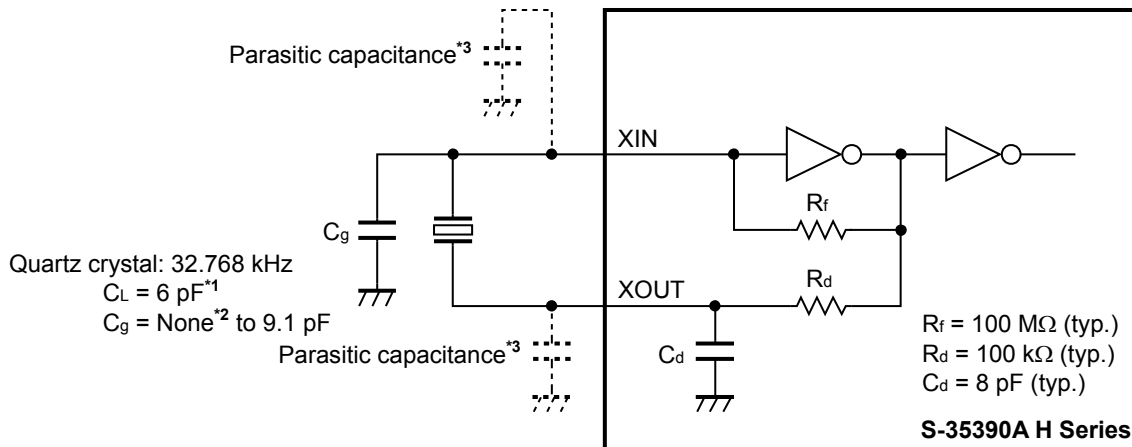 Parasitic capacitance*3
XIN
Rf
Cg
Quartz crystal: 32.768 kHz
CL = 6 pF*1
Cg = None*2 to 9.1 pF
XOUT
Rd
Parasitic capacitance*3
Cd
Rf = 100 MΩ (typ.)
Rd = 100 kΩ (typ.)
Cd = 8 pF (typ.)
S-35390A H Series